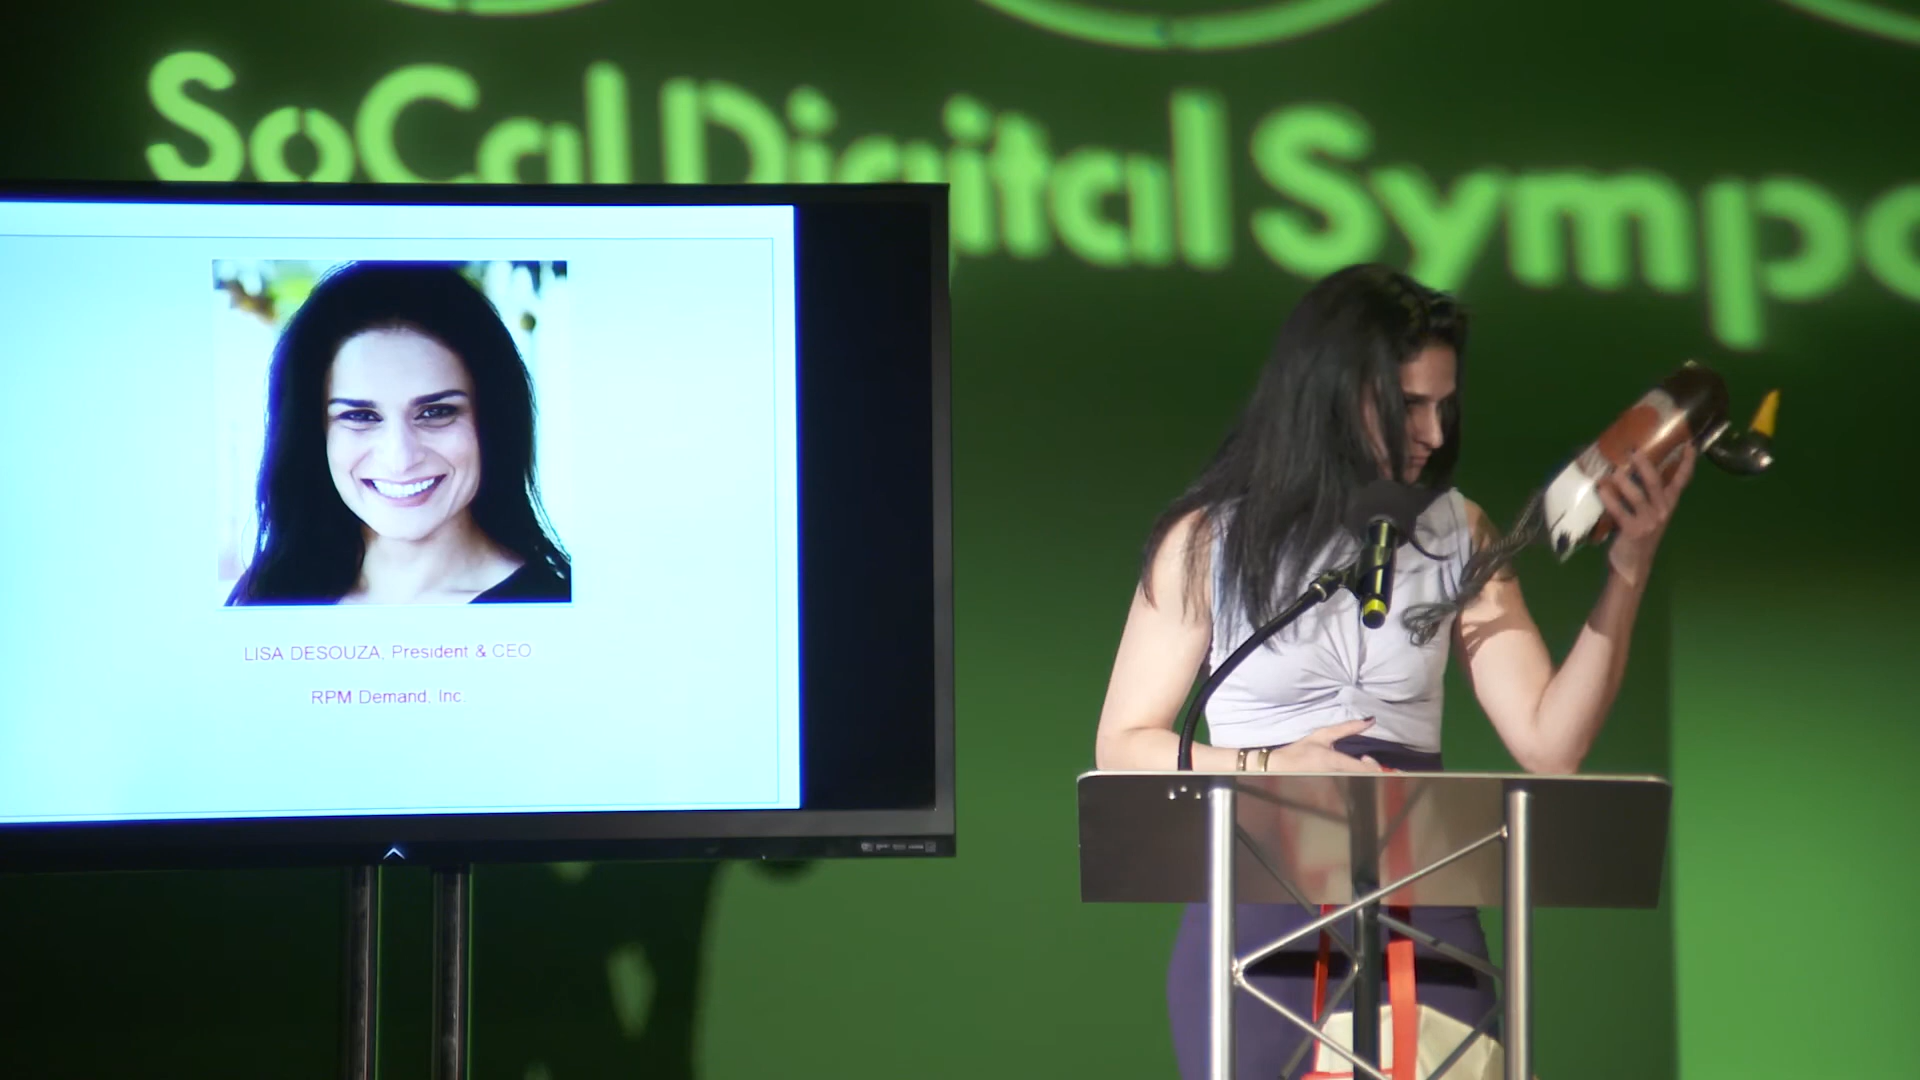 SoCal Digital Sympo
LISA DESOUZA, President & CEO
RPM Demand, Inc.